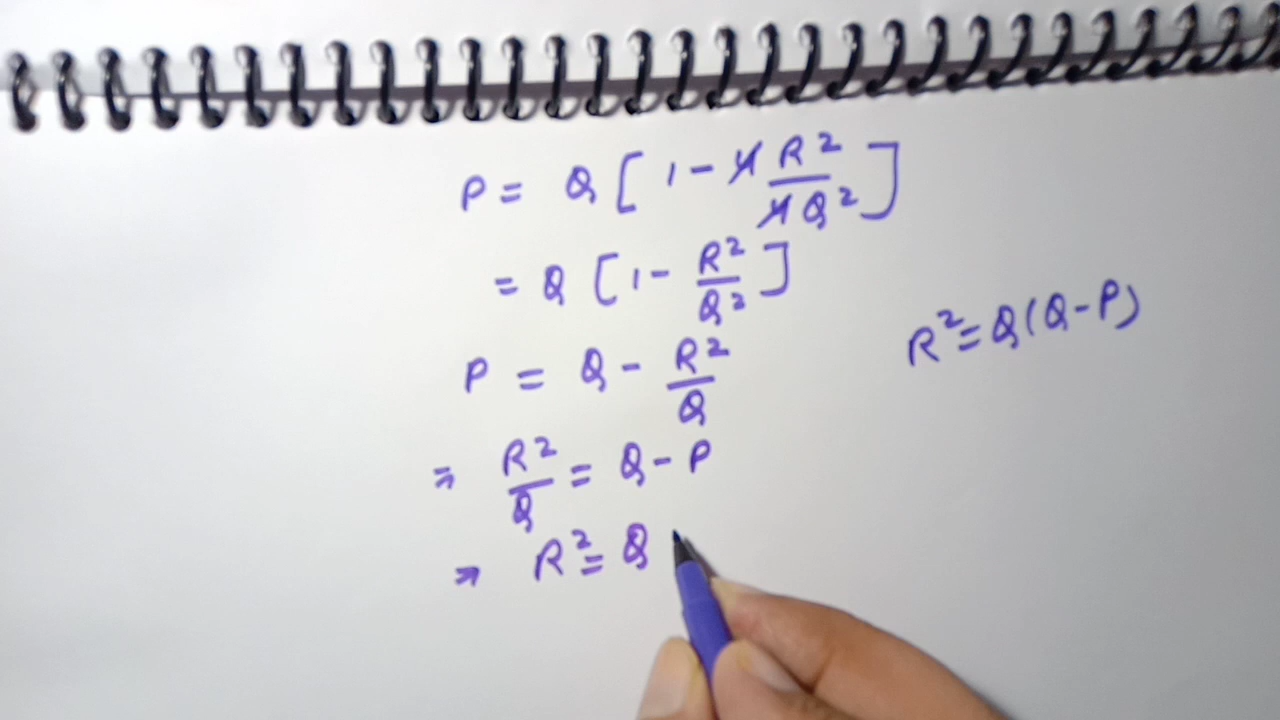 P = Q [ 1 - 4 R² / 4 Q² ]
= Q [ 1 - R² / Q² ]
P = Q - R² / Q
⇒ R² / Q = Q - P
⇒ R² = Q
R² = Q(Q - P)